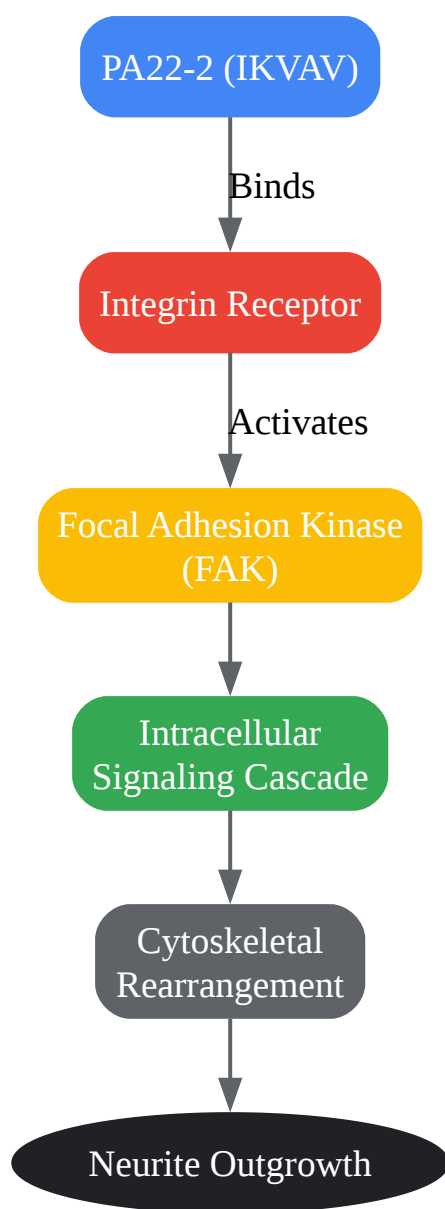 PA22-2 (IKVAV)
Binds
Integrin Receptor
Activates
Focal Adhesion Kinase
(FAK)
Intracellular
Signaling Cascade
Cytoskeletal
Rearrangement
Neurite Outgrowth